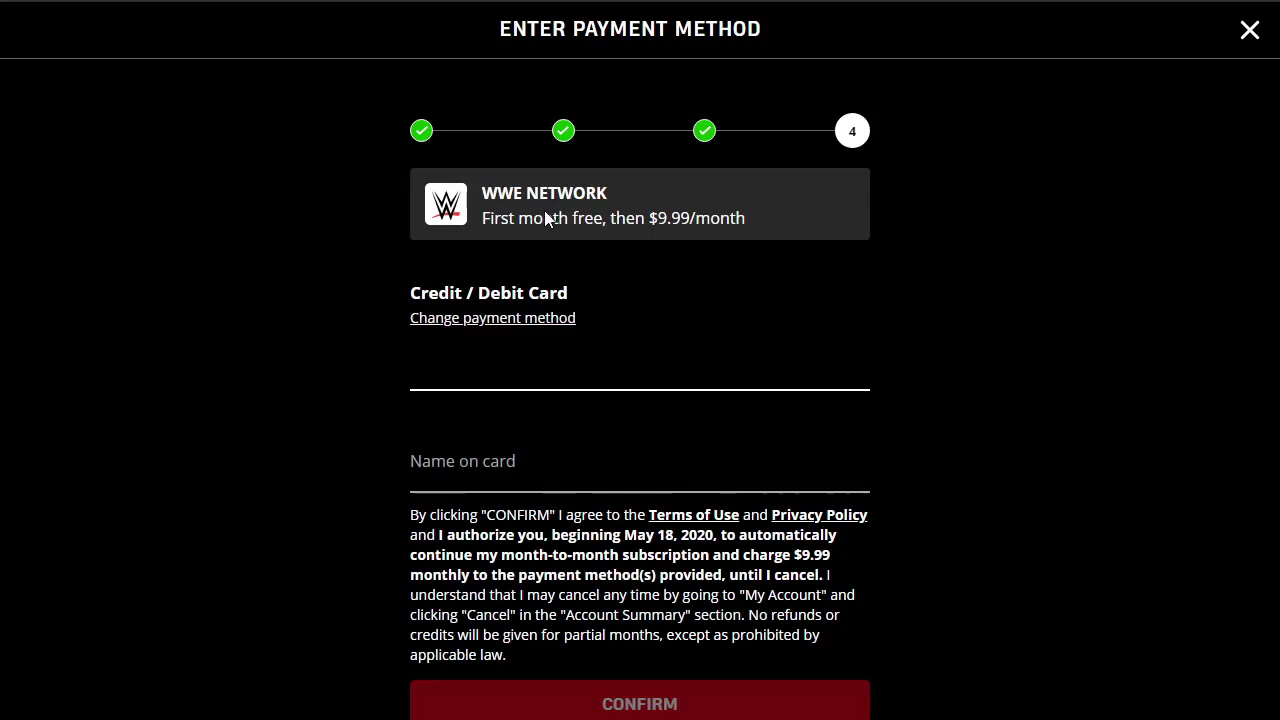 ENTER PAYMENT METHOD
4
WWE NETWORK
First month free, then $9.99/month
Credit / Debit Card
Change payment method
Name on card
By clicking "CONFIRM" I agree to the Terms of Use and Privacy Policy
and I authorize you, beginning May 18, 2020, to automatically
continue my month-to-month subscription and charge $9.99
monthly to the payment method(s) provided, until I cancel. I
understand that I may cancel any time by going to "My Account" and
clicking "Cancel" in the "Account Summary" section. No refunds or
credits will be given for partial months, except as prohibited by
applicable law.
CONFIRM